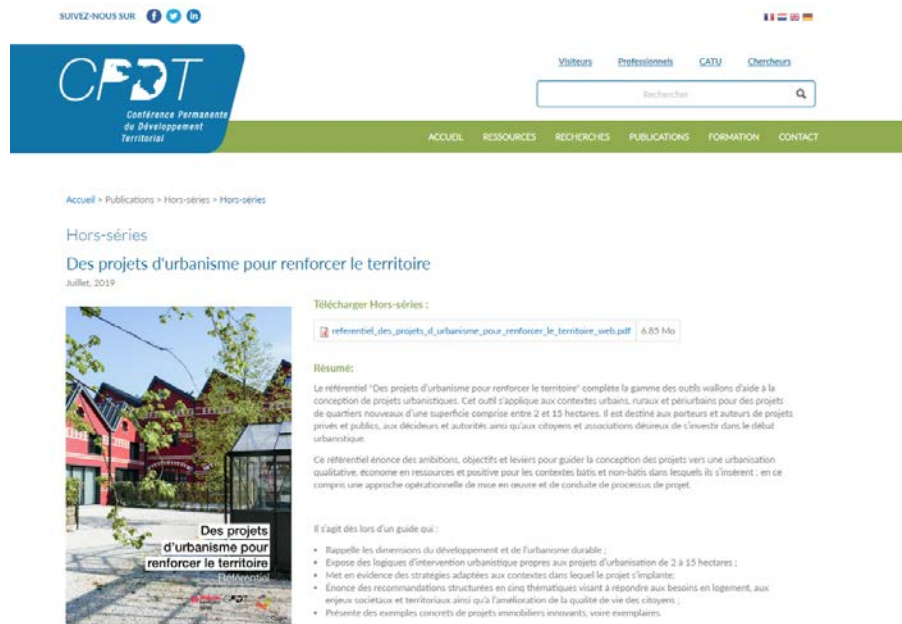 SUIVEZ-NOUS SUR
Visiteurs Professionnels CATU Chercheurs
CPDT
Rechercher
Conférence Permanente
du Développement
Territorial
ACCUEIL RESSOURCES RECHERCHES PUBLICATIONS FORMATION CONTACT
Accueil > Publications > Hors-séries > Hors-séries
Hors-séries
Des projets d'urbanisme pour renforcer le territoire
Juillet, 2019
Télécharger Hors-séries :
referentiel_des_projets_d_urbanisme_pour_renforcer_le_territoire_web.pdf 6.85 Mo
Résumé:
Le référentiel "Des projets d'urbanisme pour renforcer le territoire" complète la gamme des outils wallons d'aide à la
conception de projets urbanistiques. Cet outil s'applique aux contextes urbains, ruraux et périurbains pour des projets
de quartiers nouveaux d'une superficie comprise entre 2 et 15 hectares. Il est destiné aux porteurs et auteurs de projets
privés et publics, aux décideurs et autorités ainsi qu'aux citoyens et associations désireux de s'investir dans le débat
urbanistique.
Ce référentiel énonce des ambitions, objectifs et leviers pour guider la conception des projets vers une urbanisation
qualitative, économe en ressources et positive pour les contextes bâtis et non-bâtis dans lesquels ils s'insèrent ; en ce
compris une approche opérationnelle de mise en œuvre et de conduite de processus de projet.
Il s'agit dès lors d'un guide qui :
• Rappelle les dimensions du développement et de l'urbanisme durable ;
• Expose des logiques d'intervention urbanistique propres aux projets d'urbanisation de 2 à 15 hectares ;
• Met en évidence des stratégies adaptées aux contextes dans lequel le projet s'implante;
• Énonce des recommandations structurées en cinq thématiques visant à répondre aux besoins en logement, aux
enjeux sociétaux et territoriaux ainsi qu'à l'amélioration de la qualité de vie des citoyens ;
• Présente des exemples concrets de projets immobiliers innovants, voire exemplaires.
Des projets
d'urbanisme pour
renforcer le territoire
Référentiel
CPDT